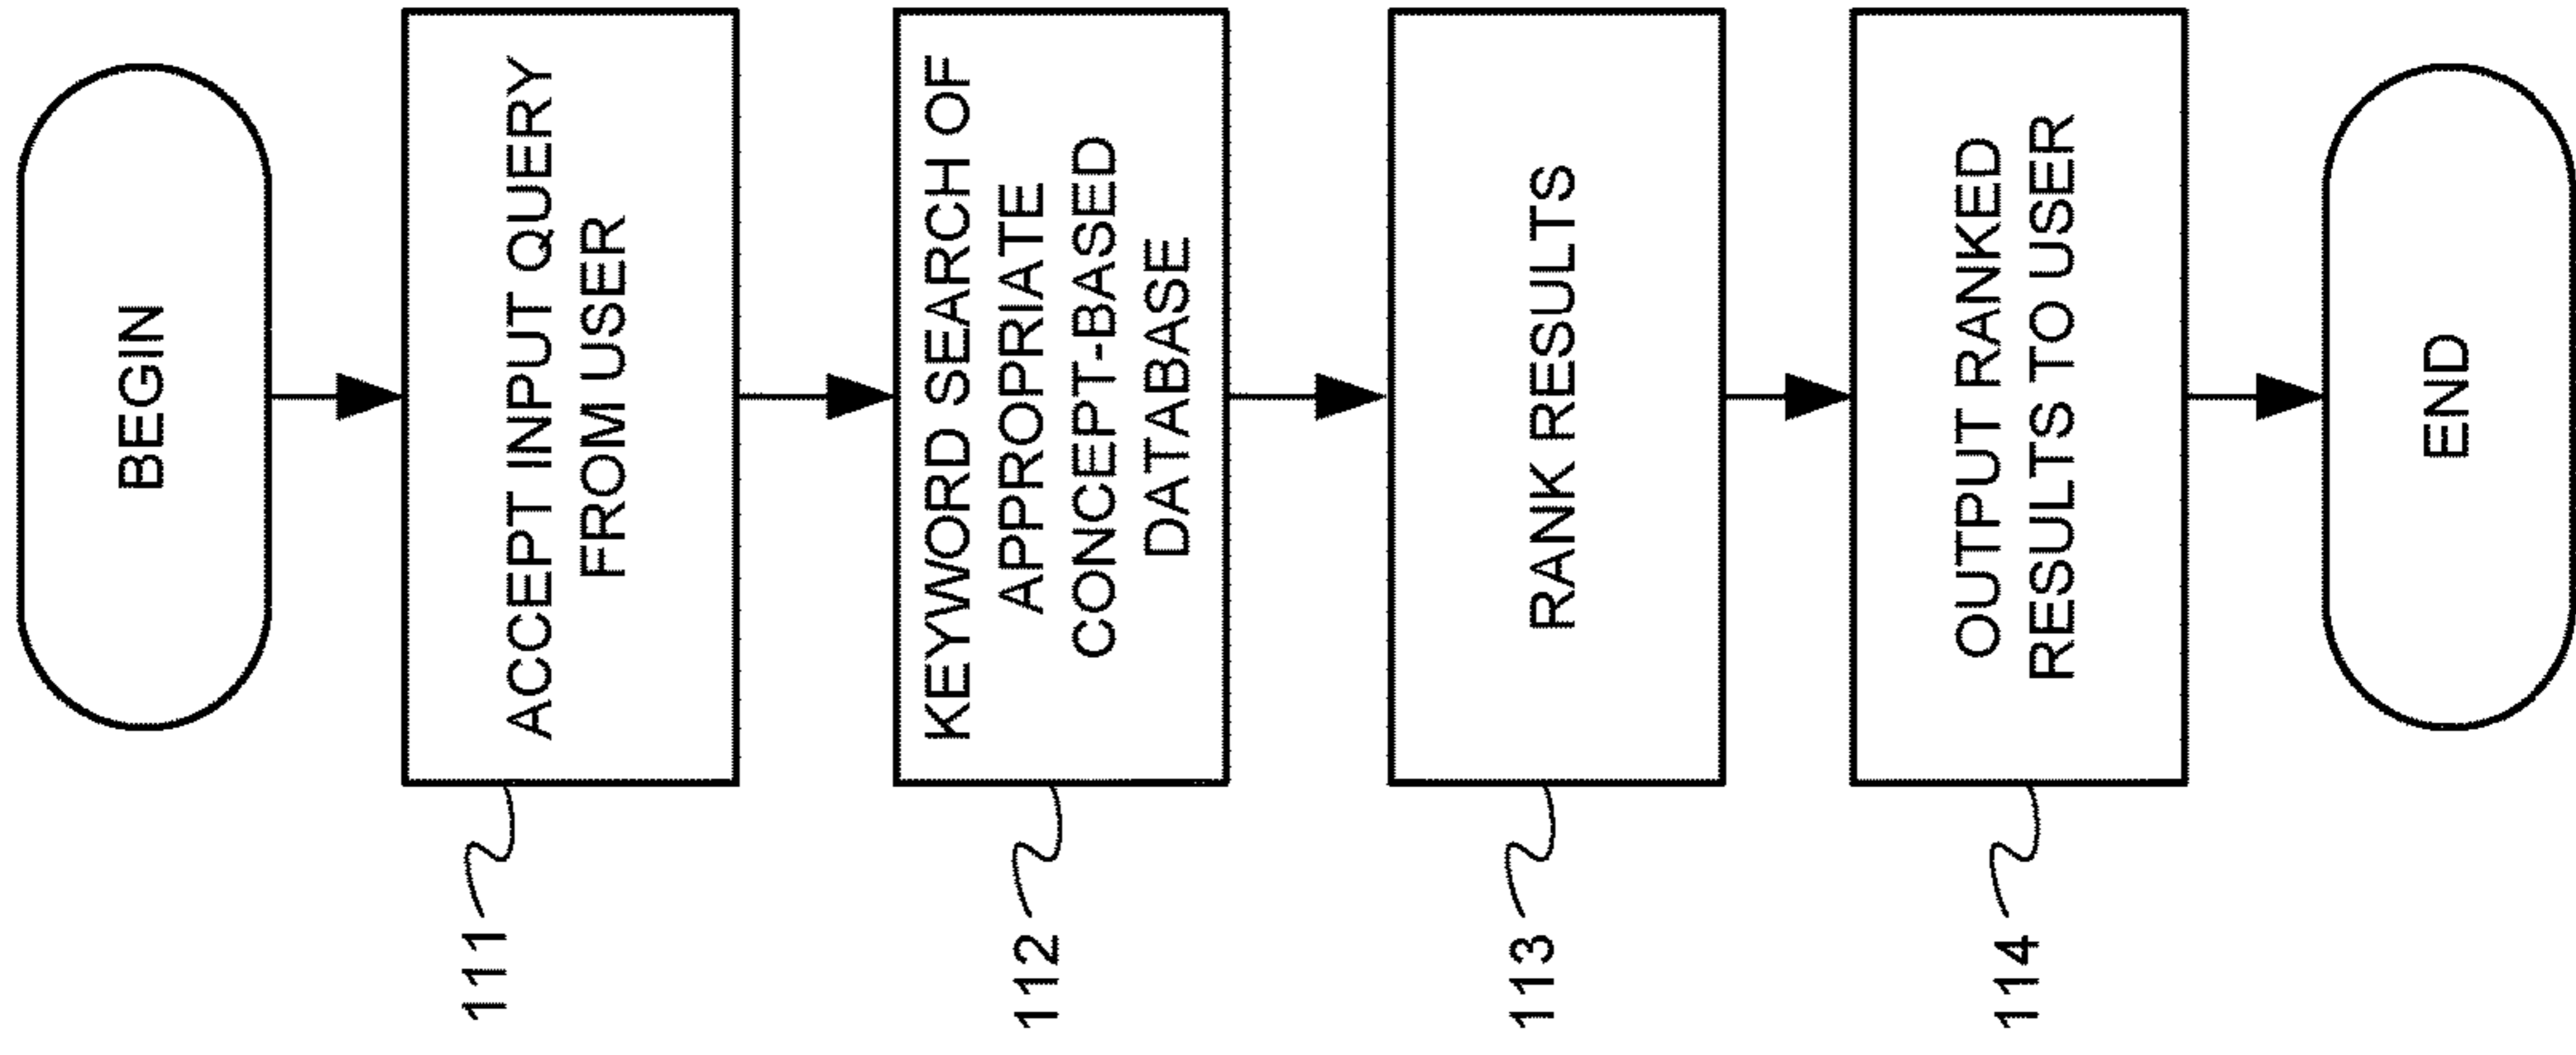 BEGIN
111
ACCEPT INPUT QUERY
FROM USER
112
KEYWORD SEARCH OF
APPROPRIATE
CONCEPT-BASED
DATABASE
113
RANK RESULTS
114
OUTPUT RANKED
RESULTS TO USER
END